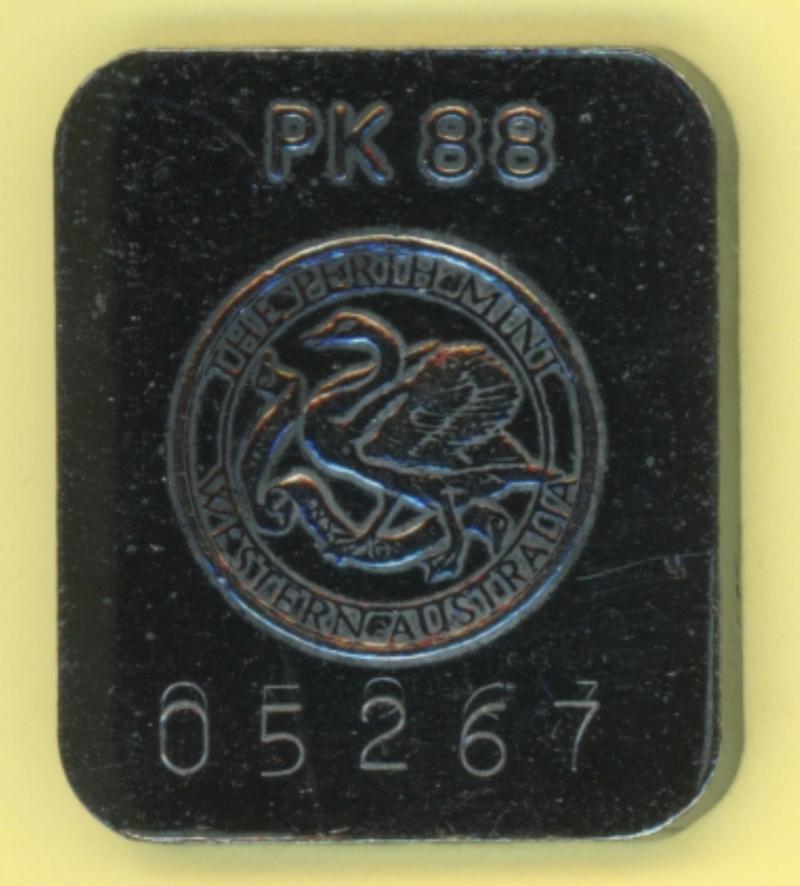 PK 88
THE PERTH MINT
WESTERN AUSTRALIA
05267